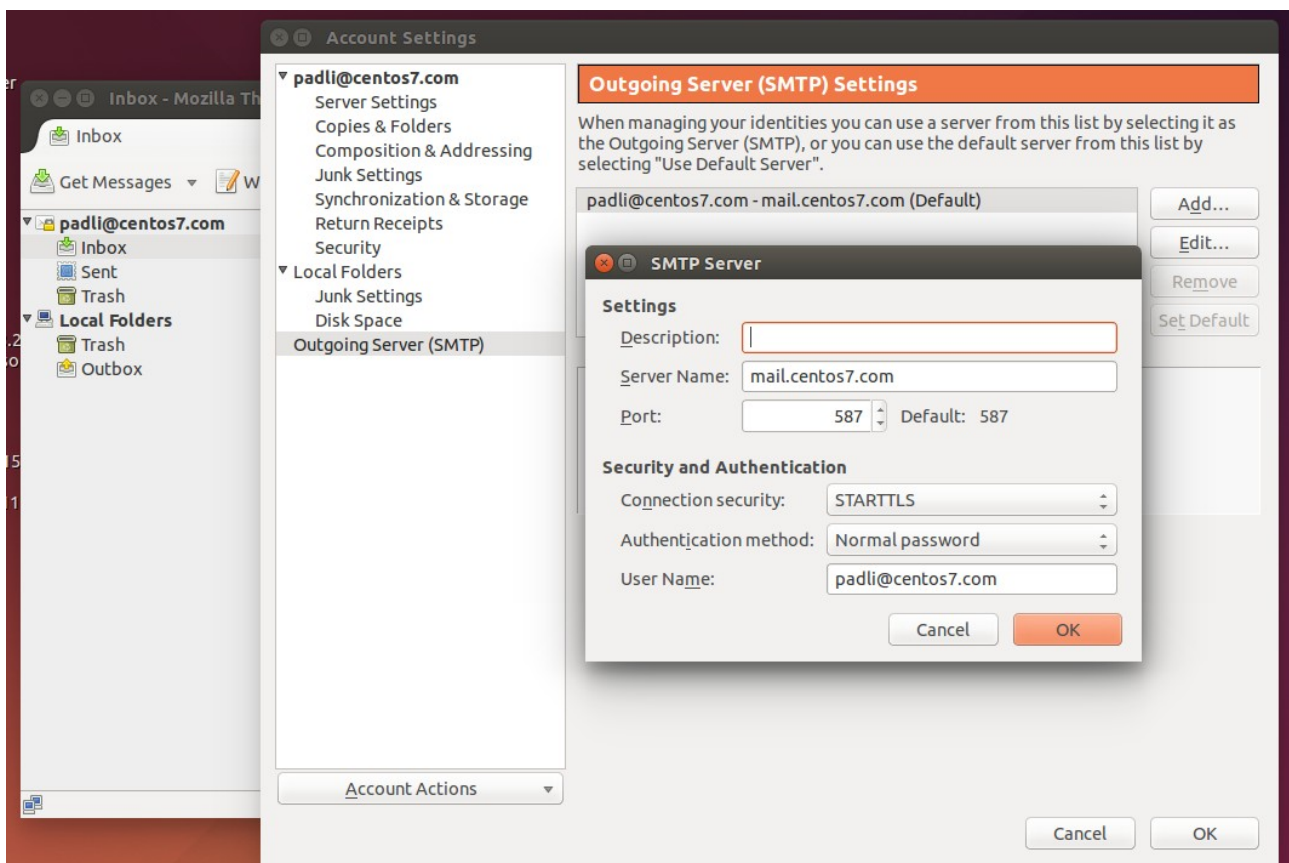 Account Settings
Inbox - Mozilla Th
Inbox
Get Messages
W
padli@centos7.com
Inbox
Sent
Trash
Local Folders
Trash
Outbox
padli@centos7.com
Server Settings
Copies & Folders
Composition & Addressing
Junk Settings
Synchronization & Storage
Return Receipts
Security
Local Folders
Junk Settings
Disk Space
Outgoing Server (SMTP)
Account Actions
Outgoing Server (SMTP) Settings
When managing your identities you can use a server from this list by selecting it as
the Outgoing Server (SMTP), or you can use the default server from this list by
selecting "Use Default Server".
padli@centos7.com - mail.centos7.com (Default)
Add...
Edit...
Remove
Set Default
SMTP Server
Settings
Description:
Server Name: mail.centos7.com
Port: 587 Default: 587
Security and Authentication
Connection security: STARTTLS
Authentication method: Normal password
User Name: padli@centos7.com
Cancel OK
Cancel OK